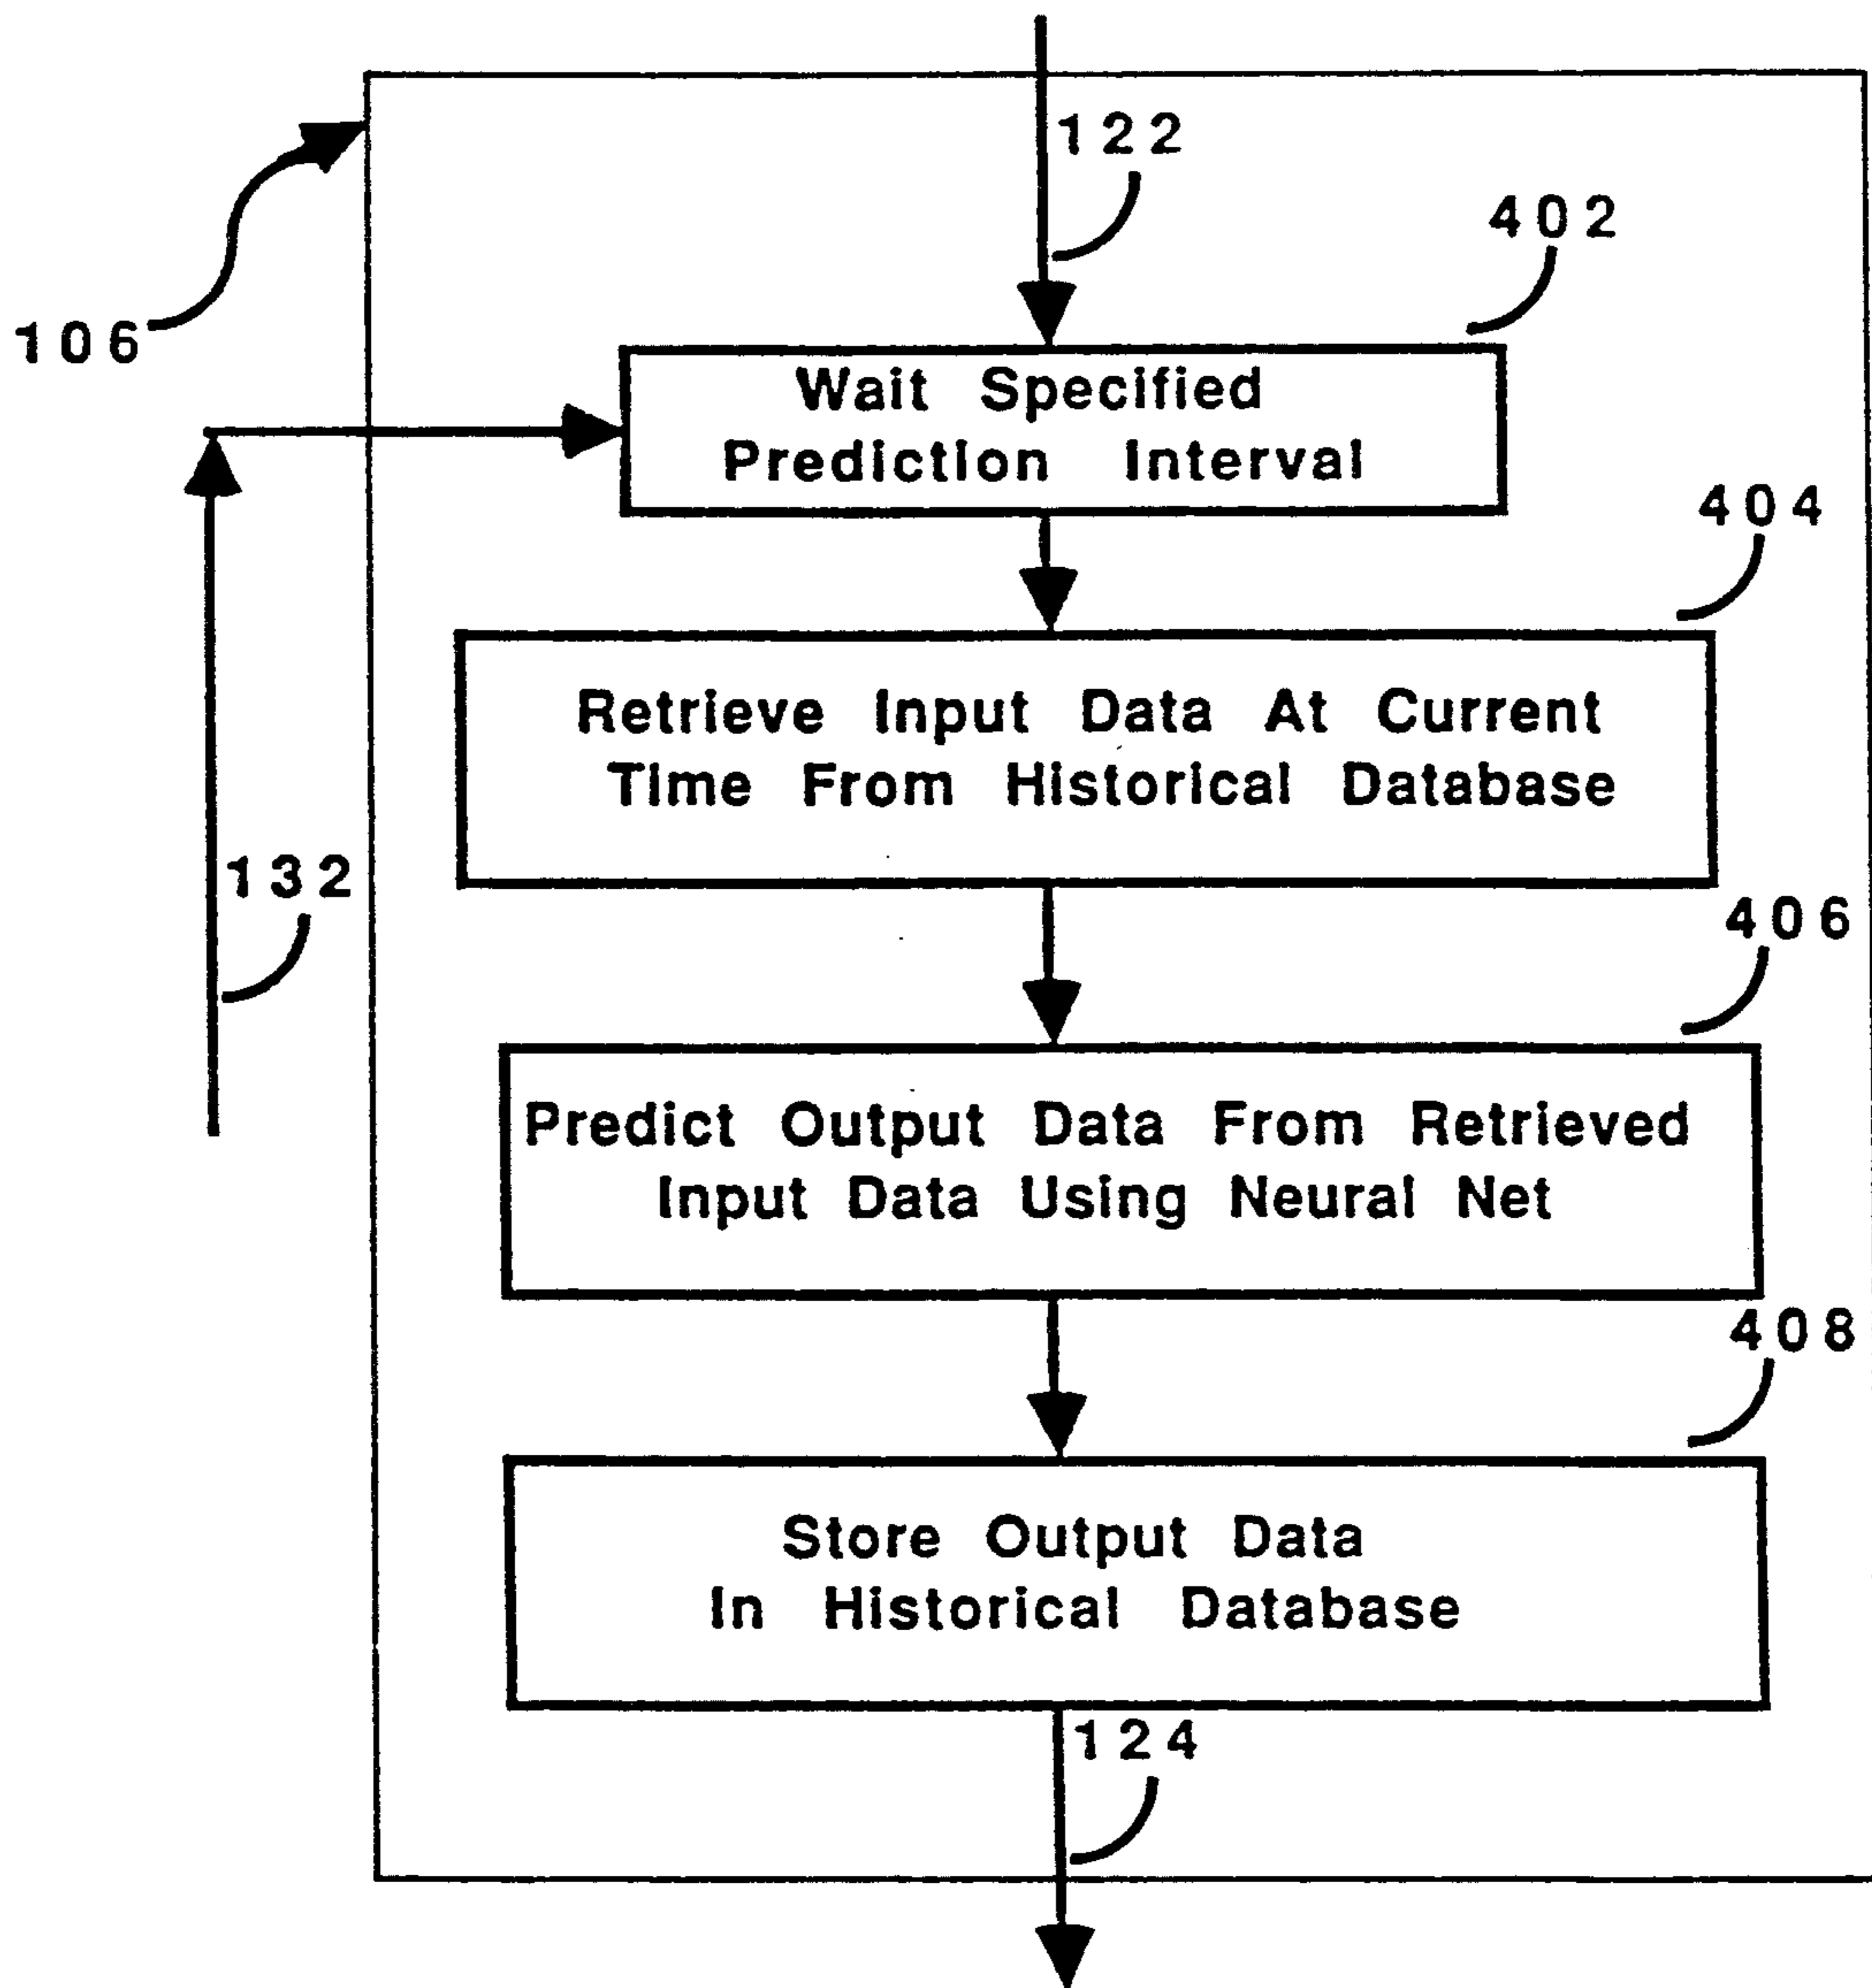 122
402
106
Wait Specified
Prediction Interval
404
Retrieve Input Data At Current
Time From Historical Database
132
406
Predict Output Data From Retrieved
Input Data Using Neural Net
408
Store Output Data
In Historical Database
124